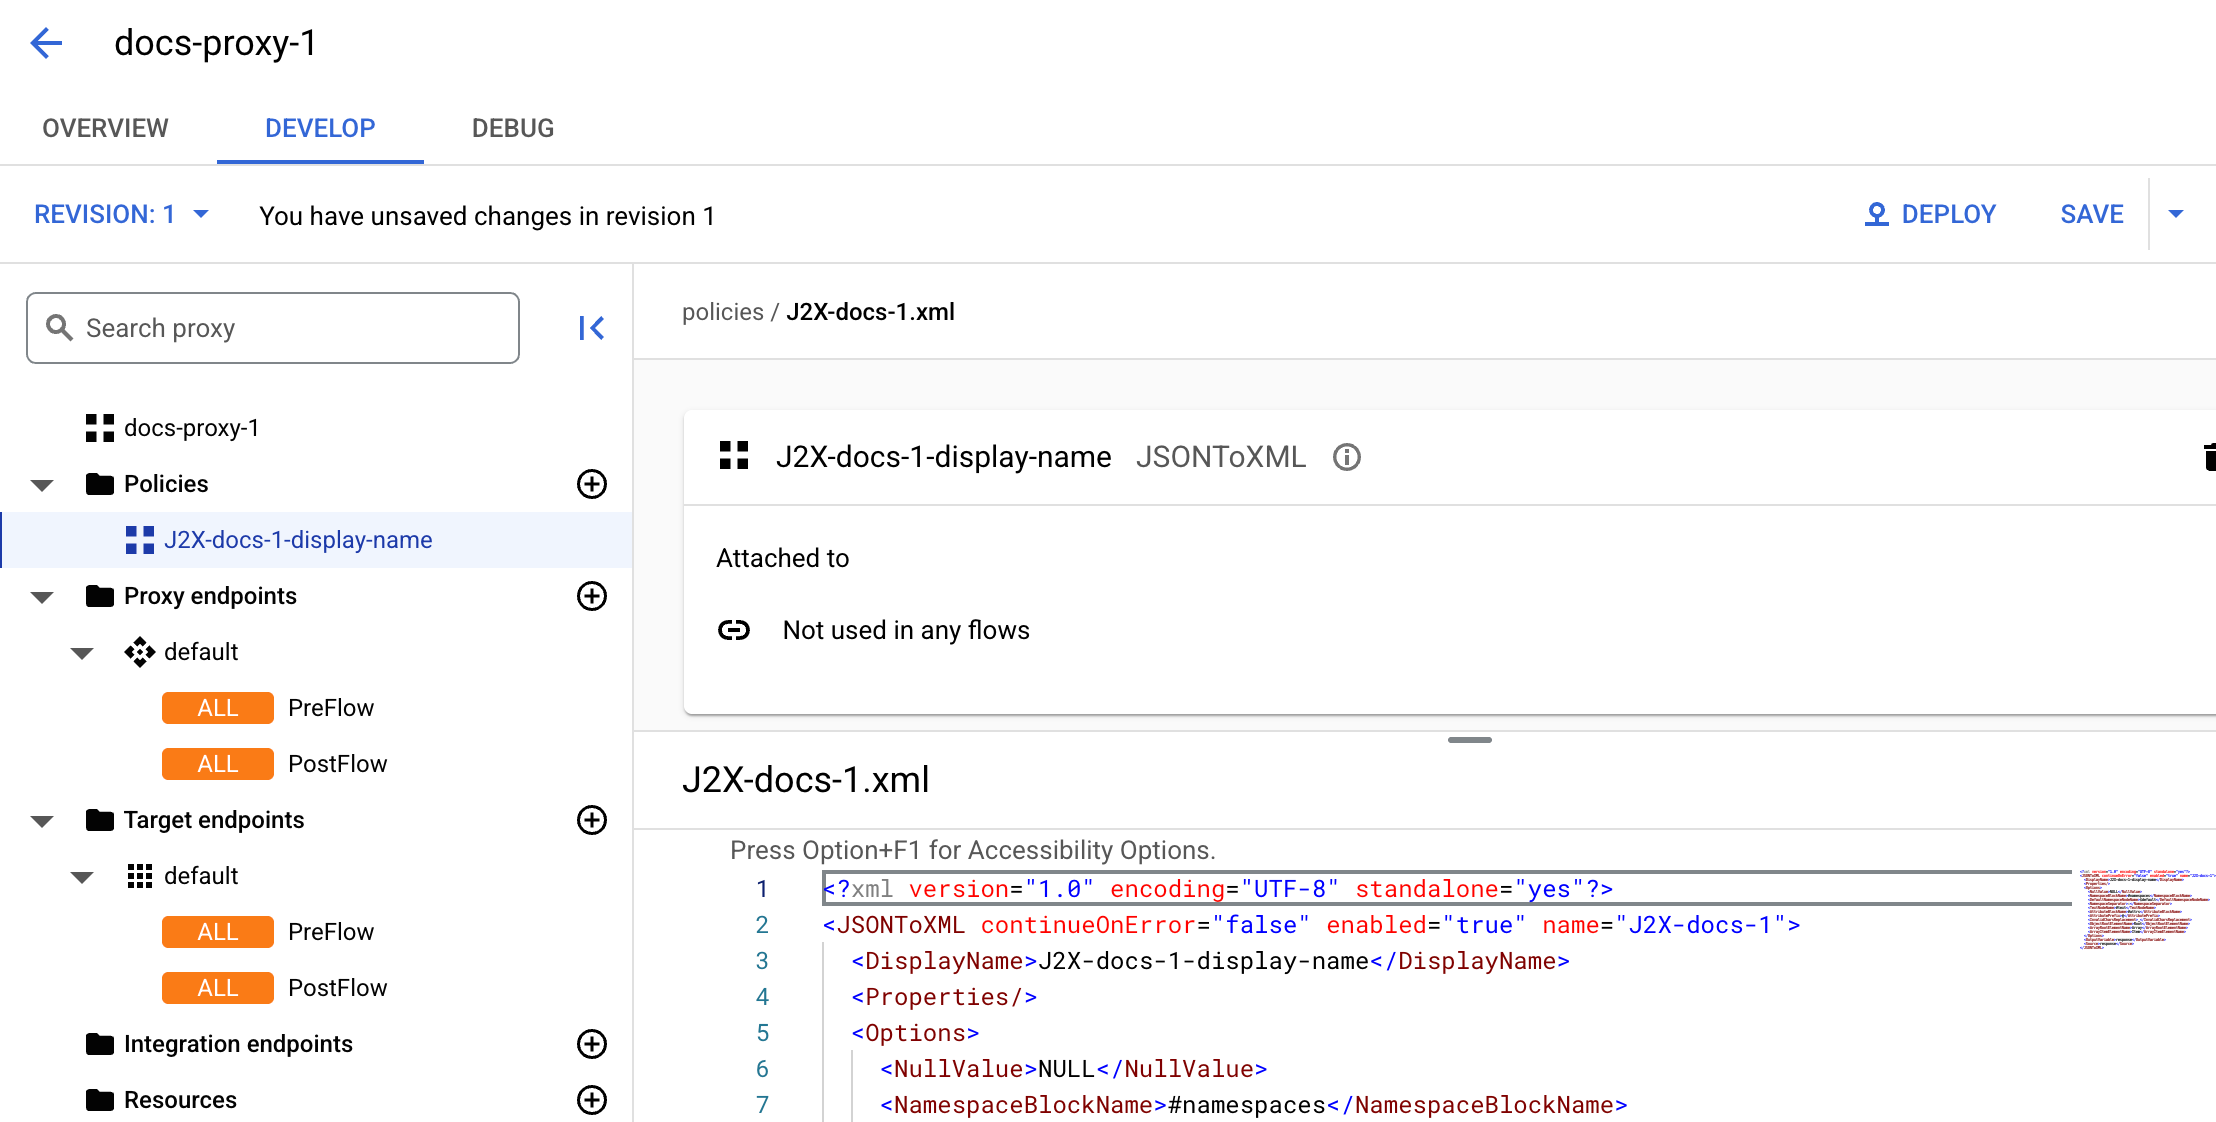 docs-proxy-1
OVERVIEW DEVELOP DEBUG
REVISION: 1 You have unsaved changes in revision 1 DEPLOY SAVE
Search proxy
docs-proxy-1
Policies
J2X-docs-1-display-name
Proxy endpoints
default
ALL PreFlow
ALL PostFlow
Target endpoints
default
ALL PreFlow
ALL PostFlow
Integration endpoints
Resources
policies / J2X-docs-1.xml
J2X-docs-1-display-name JSONToXML
Attached to
Not used in any flows
J2X-docs-1.xml
Press Option+F1 for Accessibility Options.
1 <?xml version="1.0" encoding="UTF-8" standalone="yes"?>
2 <JSONToXML continueOnError="false" enabled="true" name="J2X-docs-1">
3 <DisplayName>J2X-docs-1-display-name</DisplayName>
4 <Properties/>
5 <Options>
6 <NullValue>NULL</NullValue>
7 <NamespaceBlockName>#namespaces</NamespaceBlockName>